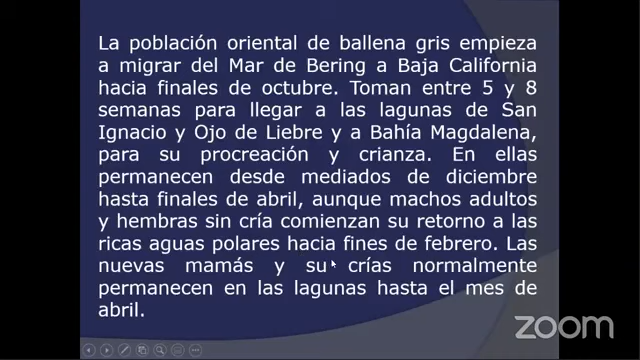 La población oriental de ballena gris empieza
a migrar del Mar de Bering a Baja California
hacia finales de octubre. Toman entre 5 y 8
semanas para llegar a las lagunas de San
Ignacio y Ojo de Liebre y a Bahía Magdalena,
para su procreación y crianza. En ellas
permanecen desde mediados de diciembre
hasta finales de abril, aunque machos adultos
y hembras sin cría comienzan su retorno a las
ricas aguas polares hacia fines de febrero. Las
nuevas mamás y su crías normalmente
permanecen en las lagunas hasta el mes de
abril.
zoom